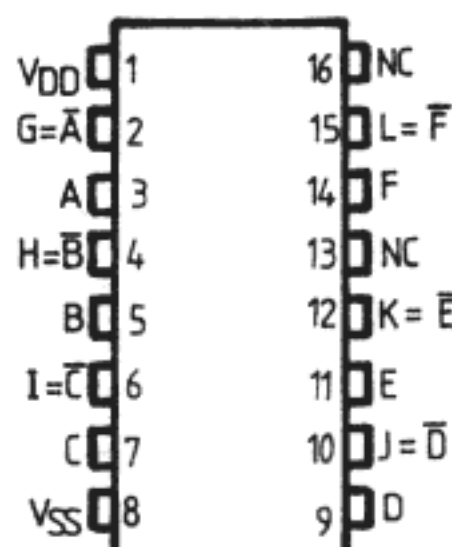 VDD 1 16 NC
G=A̅ 2 15 L=F̅
A 3 14 F
H=B̅ 4 13 NC
B 5 12 K=E̅
I=C̅ 6 11 E
C 7 10 J=D̅
VSS 8 9 D